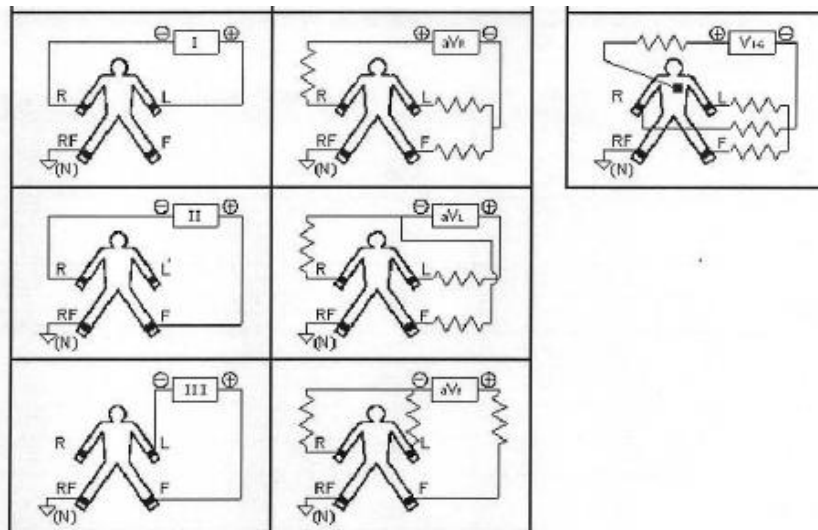 ⊖ I ⊕
R L
RF F
(N)
⊕ aVR ⊖
R L
RF F
(N)
⊕ V1-6 ⊖
R L
RF F
(N)
⊖ II ⊕
R L'
RF F
(N)
⊖ aVL ⊕
R L
RF F
(N)
⊖ III ⊕
R L
RF F
(N)
⊖ aVF ⊕
R L
RF F
(N)